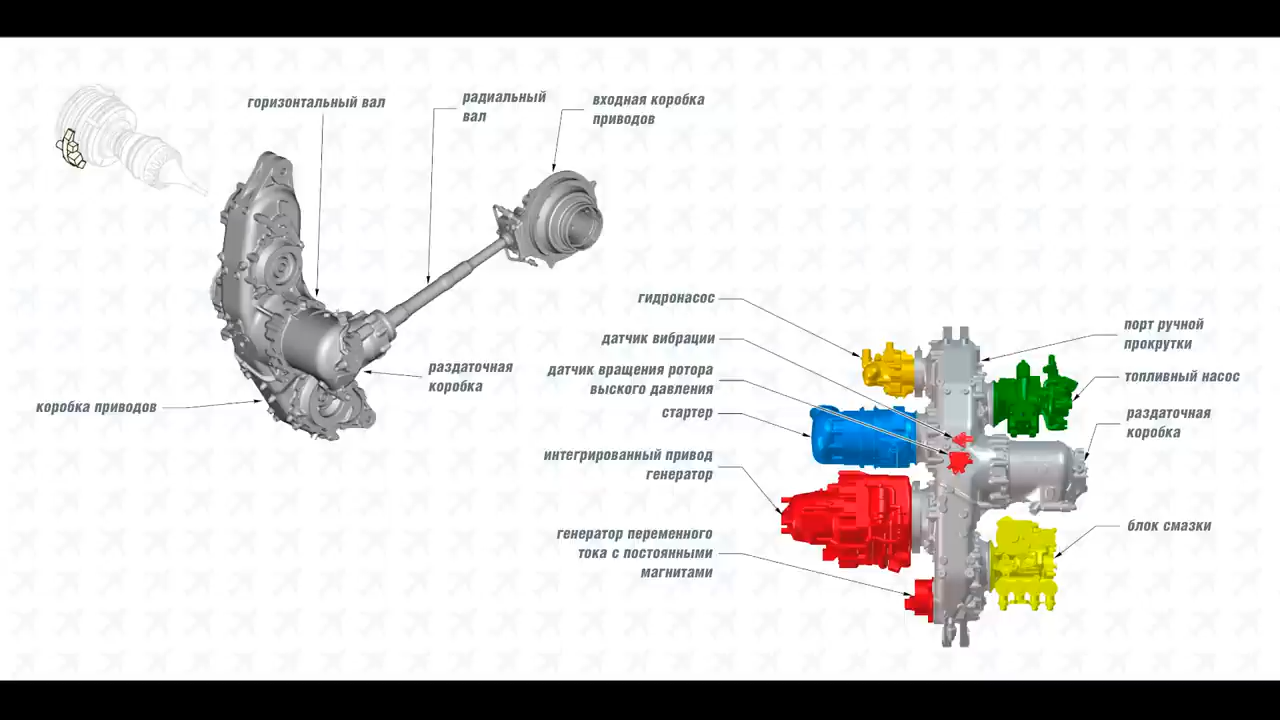 горизонтальный вал
радиальный
вал
входная коробка
приводов
раздаточная
коробка
коробка приводов
гидронасос
датчик вибрации
датчик вращения ротора
выского давления
стартер
интегрированный привод
генератор
генератор переменного
тока с постоянными
магнитами
порт ручной
прокрутки
топливный насос
раздаточная
коробка
блок смазки